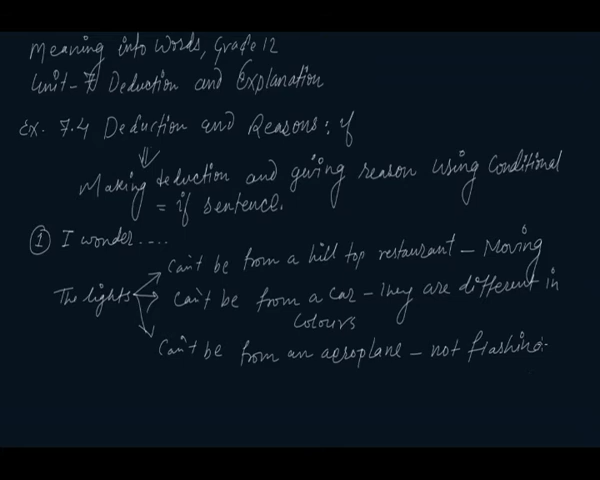 Meaning into Words, Grade 12
Unit-7 Deduction and Explanation
Ex. 7.4 Deduction and Reasons: if
Making deduction and giving reason using Conditional
= if sentence.
① I wonder....
Can't be from a hill top restaurant - Moving
The lights Can't be from a car - They are different in
Colours
Can't be from an aeroplane - not flashing.